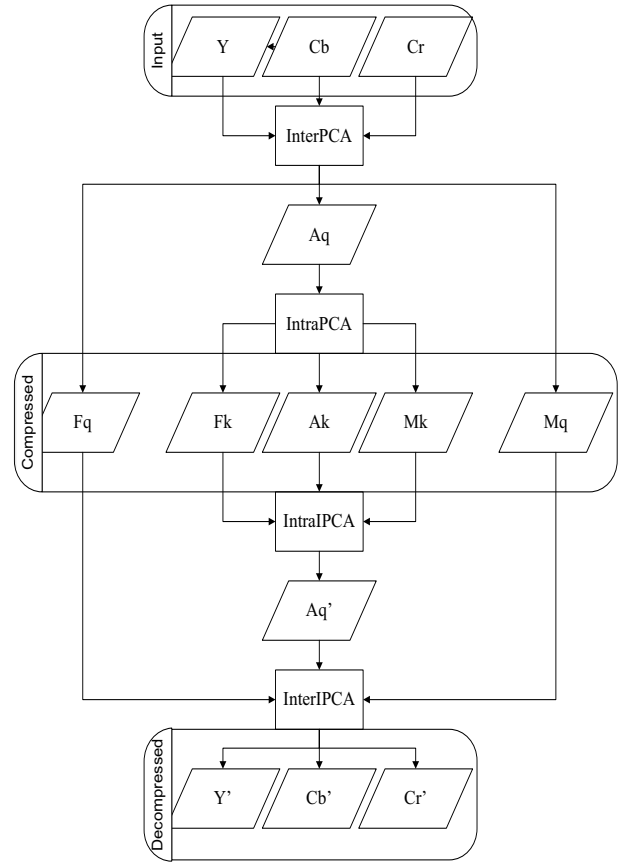 Input
Y
Cb
Cr
InterPCA
Aq
IntraPCA
Compressed
Fq
Fk
Ak
Mk
Mq
IntraIPCA
Aq’
InterIPCA
Decompressed
Y’
Cb’
Cr’